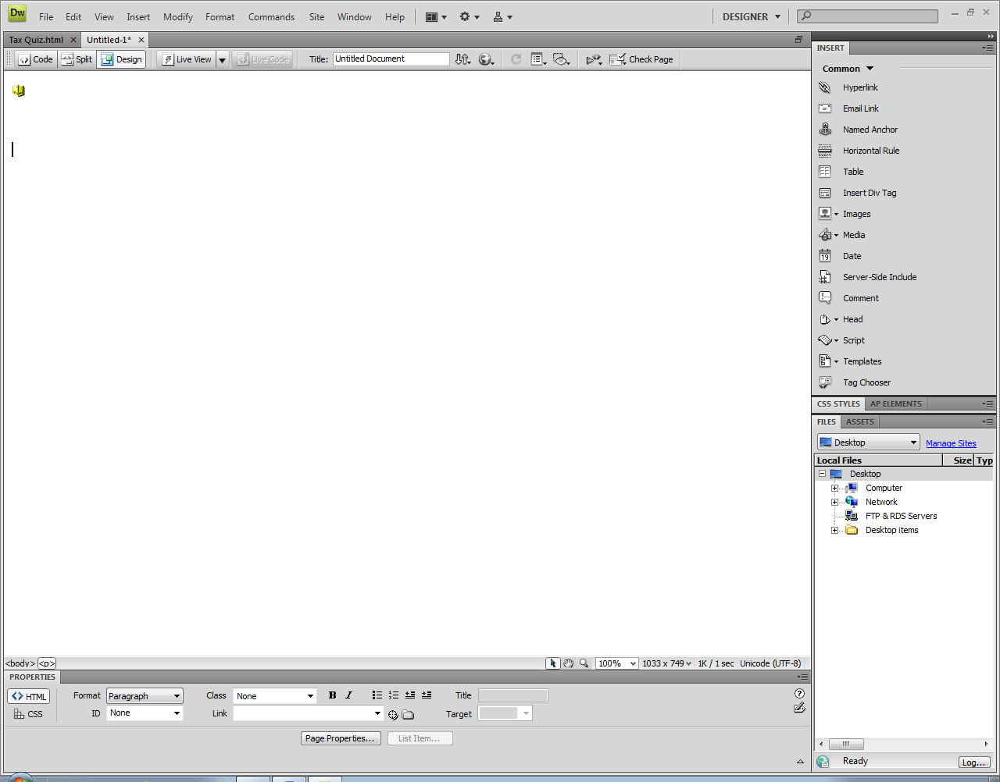 Dw File Edit View Insert Modify Format Commands Site Window Help DESIGNER
Tax Quiz.html Untitled-1*
Code Split Design Live View Live Code Title: Untitled Document Check Page
INSERT
Common
Hyperlink
Email Link
Named Anchor
Horizontal Rule
Table
Insert Div Tag
Images
Media
19 Date
Server-Side Include
Comment
Head
Script
Templates
Tag Chooser
CSS STYLES AP ELEMENTS
FILES ASSETS
Desktop Manage Sites
Local Files Size Typ
Desktop
Computer
Network
FTP & RDS Servers
Desktop items
Ready Log...
<body> <p> 100% 1033 x 749 1K / 1 sec Unicode (UTF-8)
PROPERTIES
HTML Format Paragraph Class None B I Title
CSS ID None Link Target
Page Properties... List Item...